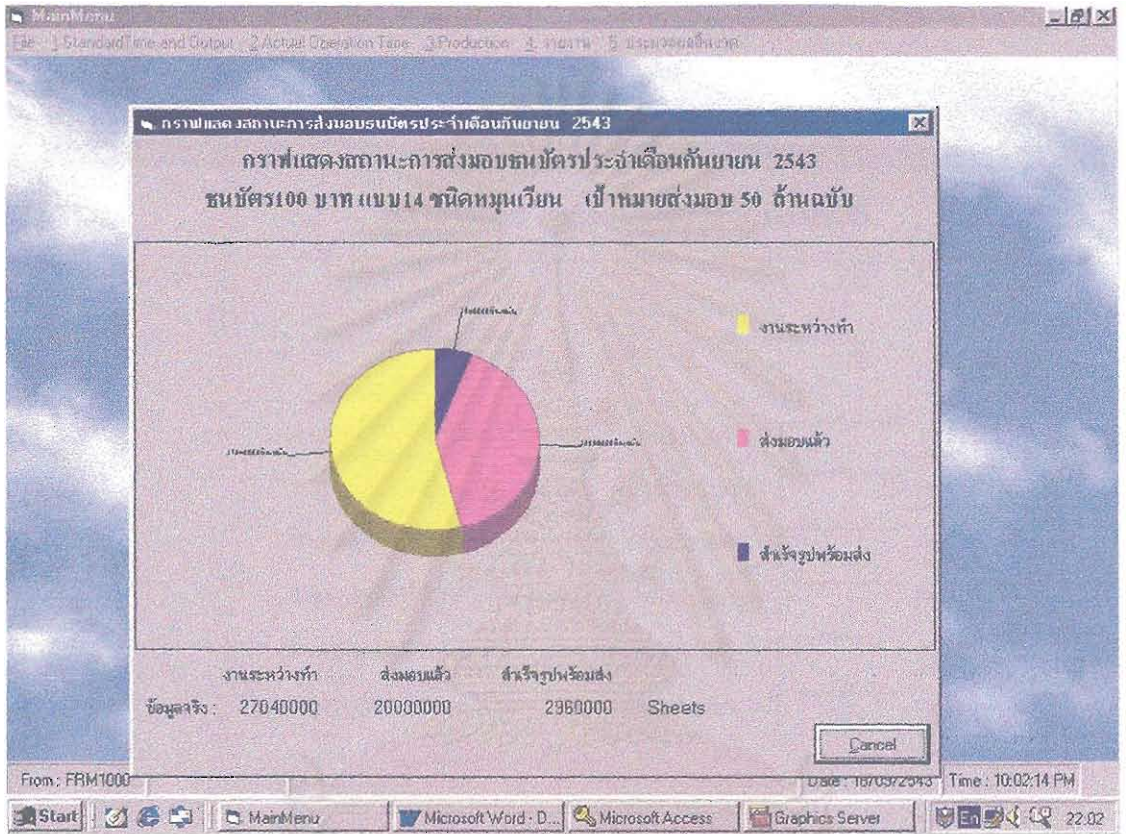 MainMenu
File 1.StandardTime and Output 2.Actual Operation Time 3.Production 4. รายงาน
กราฟแสดงสถานะการส่งมอบธนบัตรประจำเดือนกันยายน 2543
กราฟแสดงสถานะการส่งมอบธนบัตรประจำเดือนกันยายน 2543
ธนบัตร100 บาท แบบ14 ชนิดหมุนเวียน เป้าหมายส่งมอบ 50 ล้านฉบับ
งานระหว่างทำ
ส่งมอบแล้ว
สำเร็จรูปพร้อมส่ง
งานระหว่างทำ ส่งมอบแล้ว สำเร็จรูปพร้อมส่ง
ข้อมูลจริง : 27040000 20000000 2960000 Sheets
Cancel
From : FRM1000 Date : 18/09/2543 Time : 10:02:14 PM
Start MainMenu Microsoft Word - D... Microsoft Access Graphics Server En 22:02